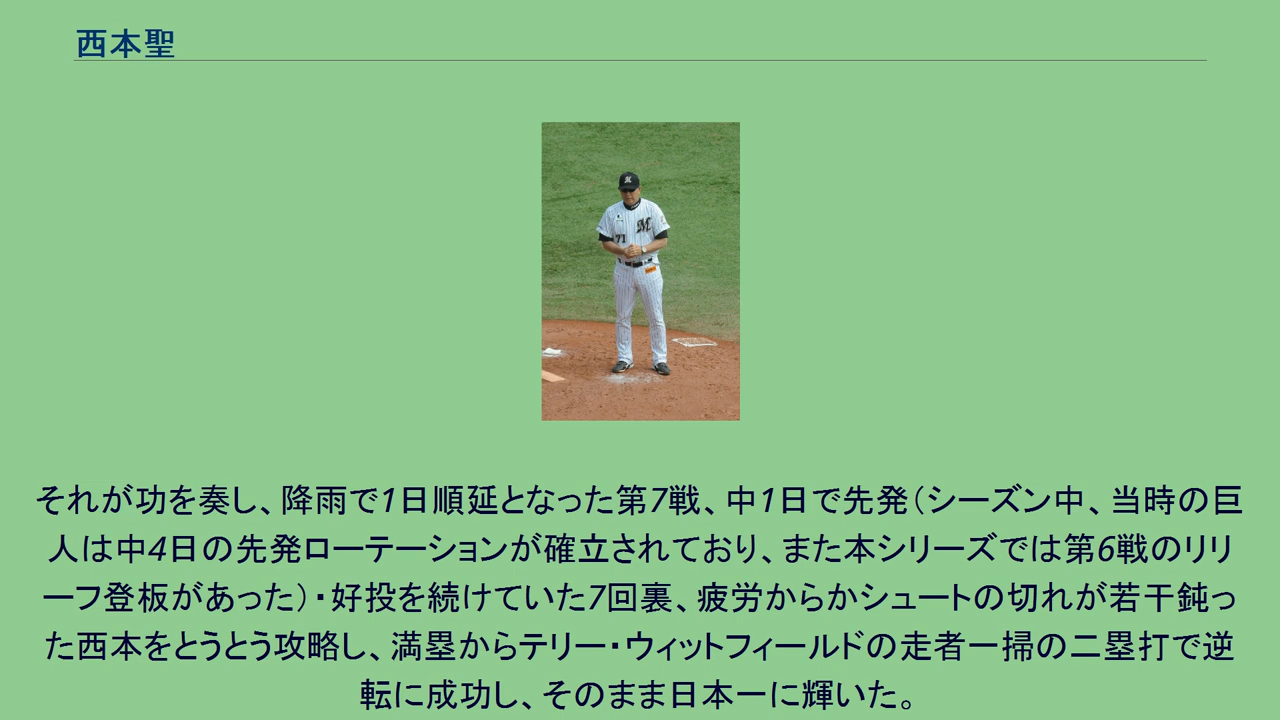 西本聖
71
それが功を奏し、降雨で1日順延となった第7戦、中1日で先発（シーズン中、当時の巨
人は中4日の先発ローテーションが確立されており、また本シリーズでは第6戦のリリ
ーフ登板があった）・好投を続けていた7回裏、疲労からかシュートの切れが若干鈍っ
た西本をとうとう攻略し、満塁からテリー・ウィットフィールドの走者一掃の二塁打で逆
転に成功し、そのまま日本一に輝いた。